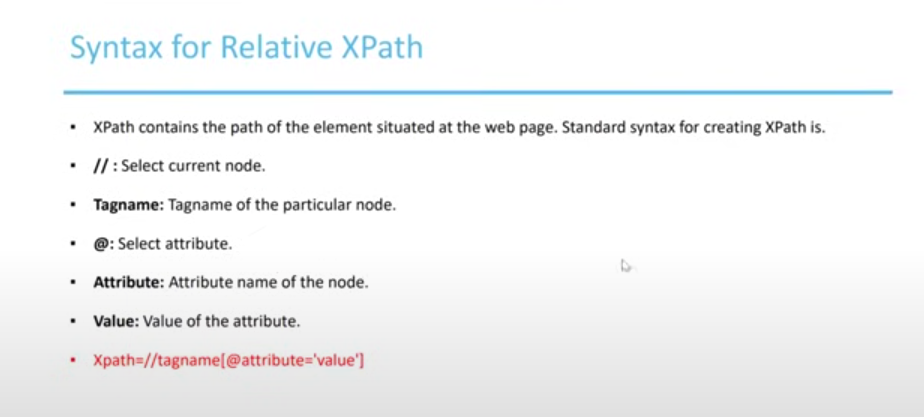 Syntax for Relative XPath
▪ XPath contains the path of the element situated at the web page. Standard syntax for creating XPath is.
▪ // : Select current node.
▪ Tagname: Tagname of the particular node.
▪ @: Select attribute.
▪ Attribute: Attribute name of the node.
▪ Value: Value of the attribute.
▪ Xpath=//tagname[@attribute='value']